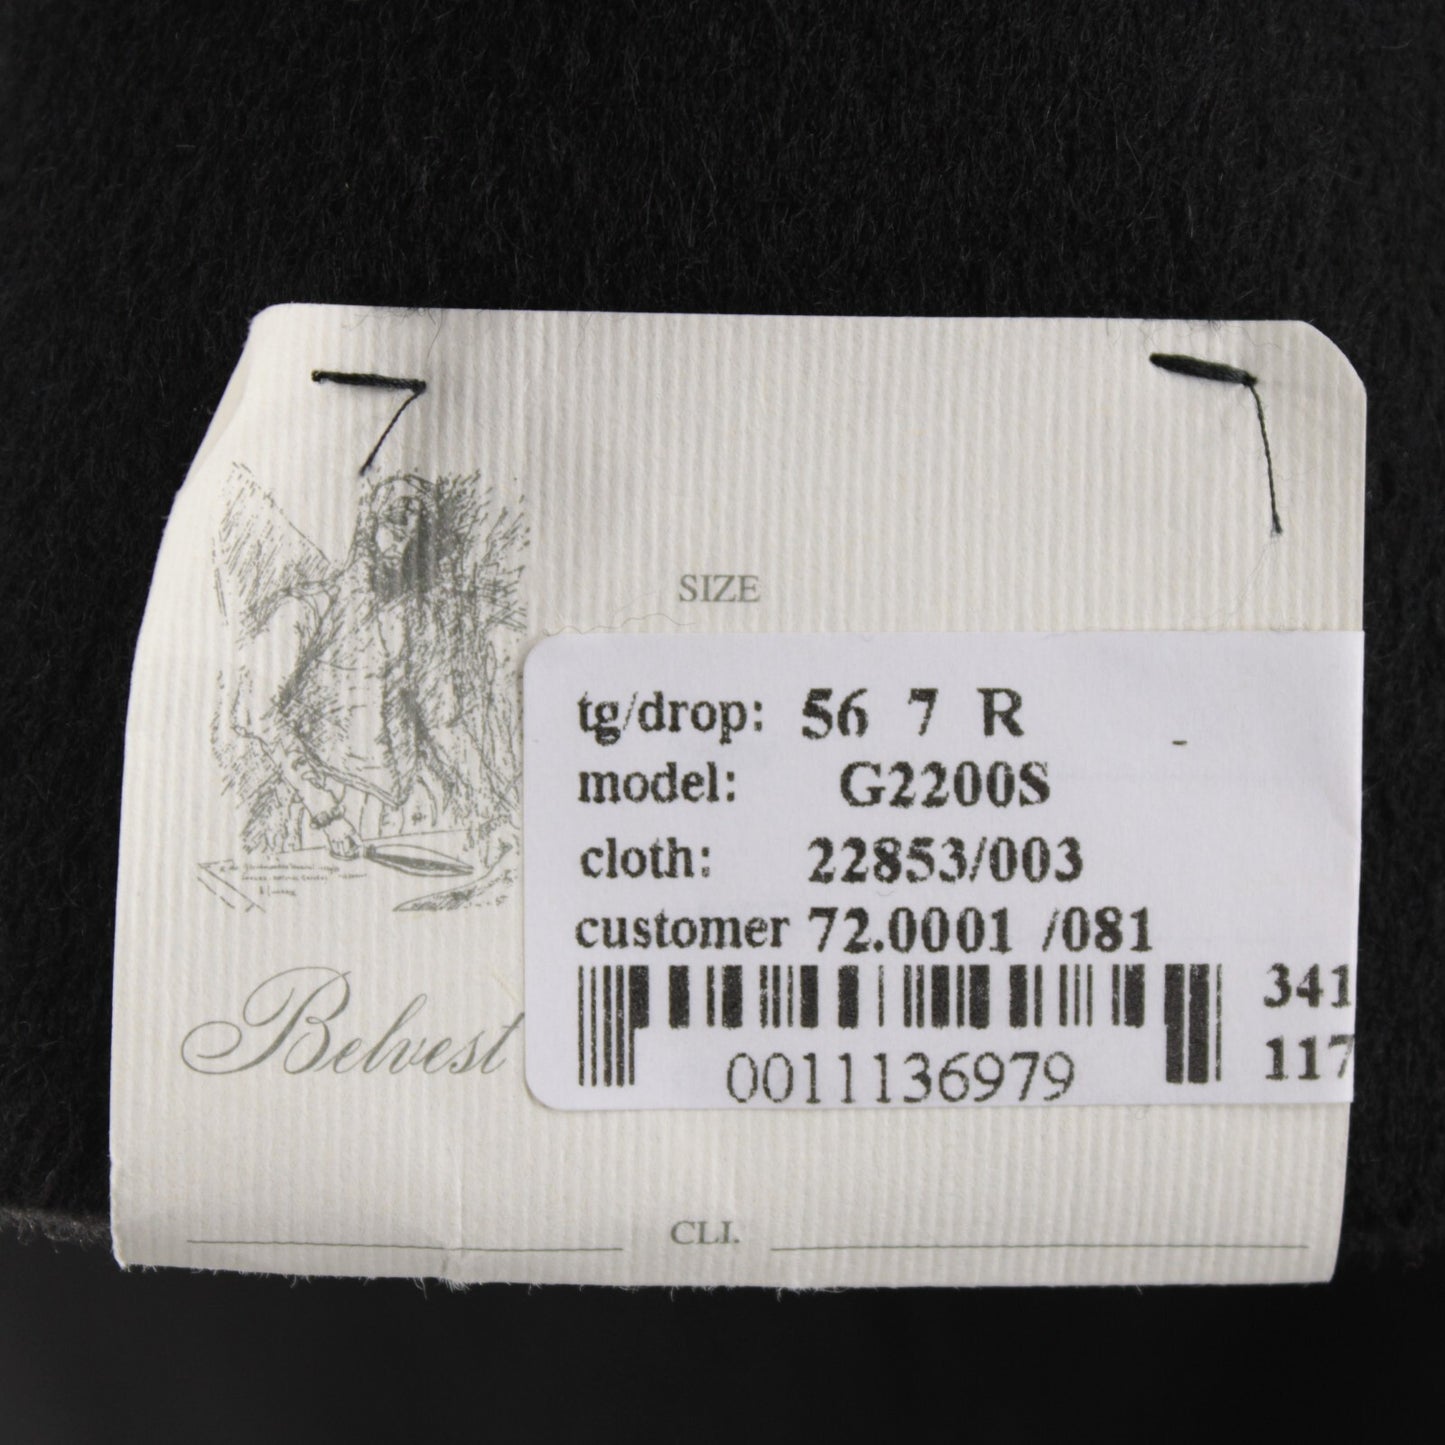 SIZE
tg/drop: 56 7 R
-
model: G2200S
cloth: 22853/003
customer 72.0001 /081
341
117
0011136979
Belvest
CLI.